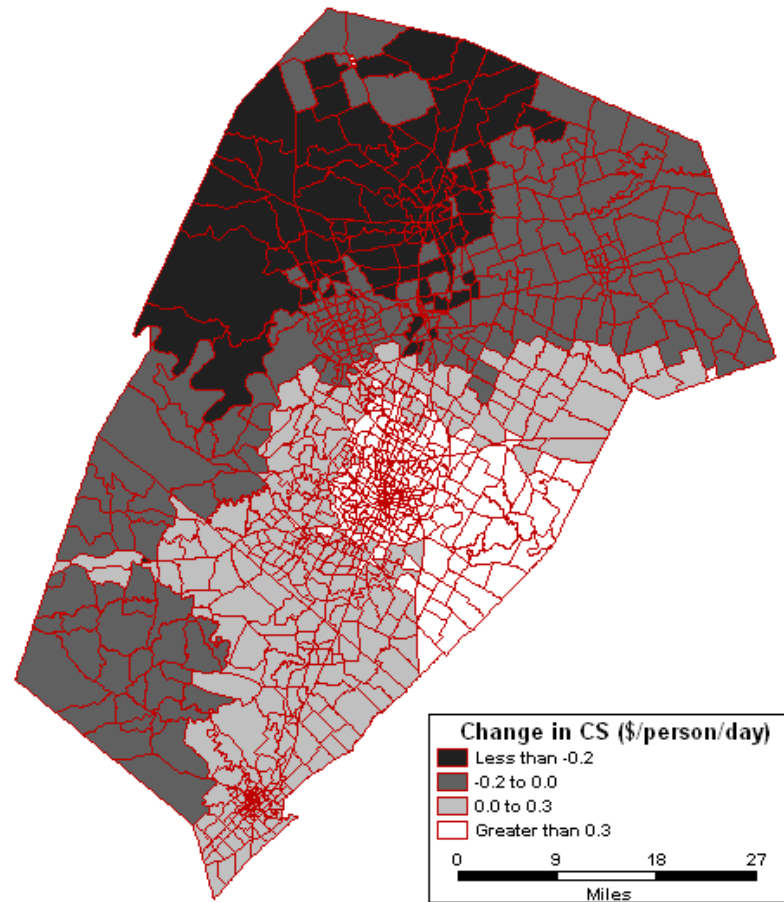 Change in CS ($/person/day)
Less than -0.2
-0.2 to 0.0
0.0 to 0.3
Greater than 0.3
0 9 18 27
Miles